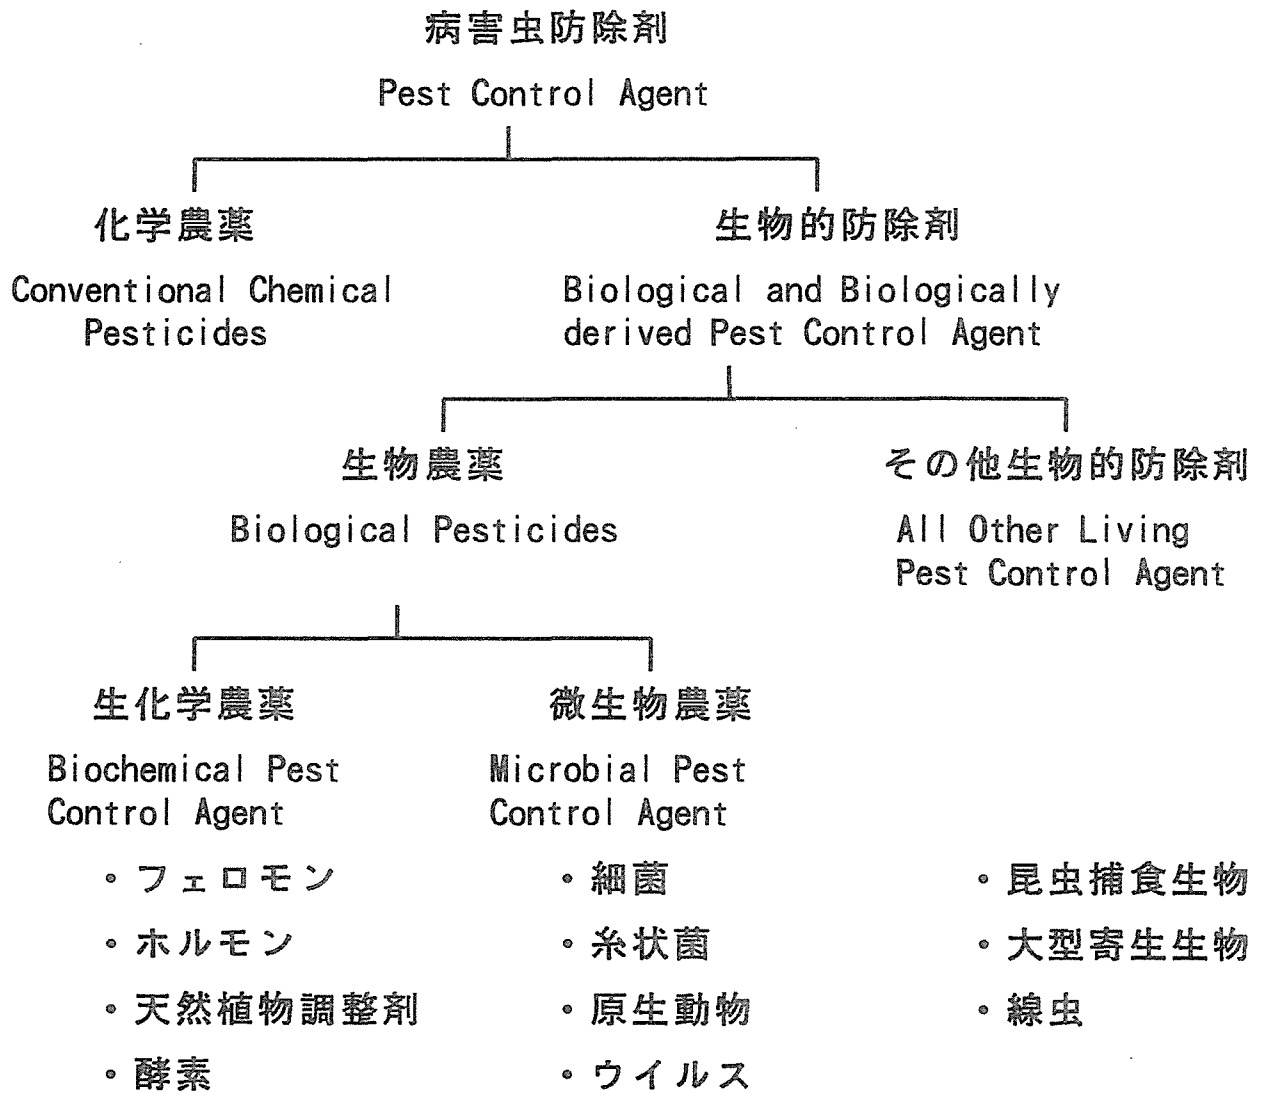 病害虫防除剤
Pest Control Agent
化学農薬
Conventional Chemical
Pesticides
生物的防除剤
Biological and Biologically
derived Pest Control Agent
生物農薬
Biological Pesticides
その他生物的防除剤
All Other Living
Pest Control Agent
生化学農薬
Biochemical Pest
Control Agent
・フェロモン
・ホルモン
・天然植物調整剤
・酵素
微生物農薬
Microbial Pest
Control Agent
・細菌
・糸状菌
・原生動物
・ウイルス
・昆虫捕食生物
・大型寄生生物
・線虫